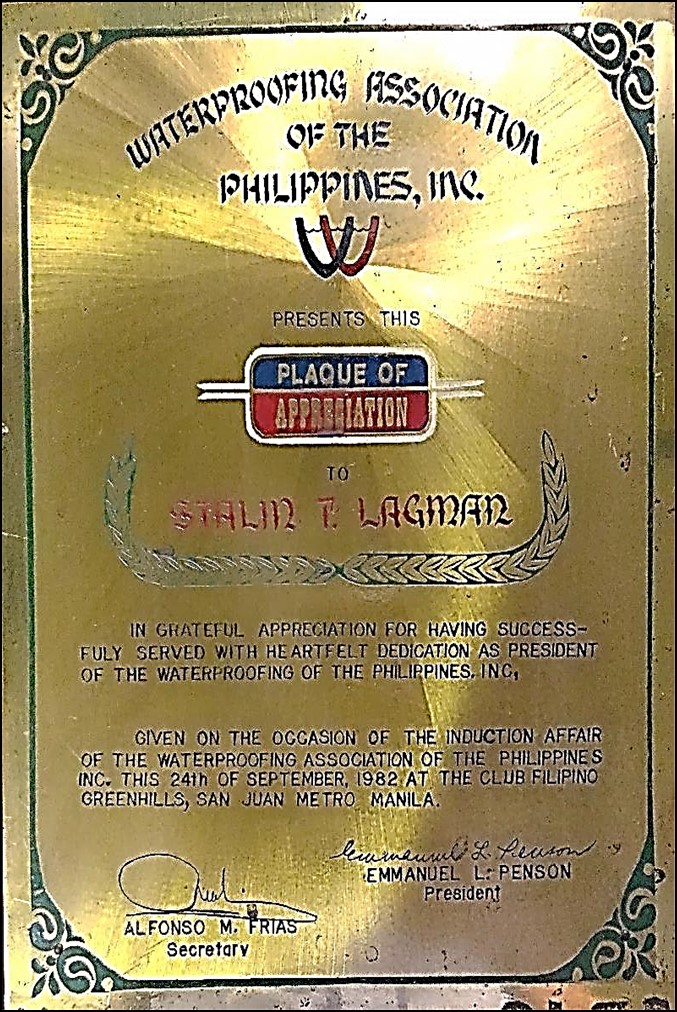 WATERPROOFING ASSOCIATION
OF THE
PHILIPPINES, INC.
PRESENTS THIS
PLAQUE OF
APPRECIATION
TO
STALIN T. LAGMAN
IN GRATEFUL APPRECIATION FOR HAVING SUCCESS-
FULY SERVED WITH HEARTFELT DEDICATION AS PRESIDENT
OF THE WATERPROOFING OF THE PHILIPPINES, INC,
GIVEN ON THE OCCASION OF THE INDUCTION AFFAIR
OF THE WATERPROOFING ASSOCIATION OF THE PHILIPPINES
INC. THIS 24th OF SEPTEMBER, 1982 AT THE CLUB FILIPINO
GREENHILLS, SAN JUAN METRO MANILA.
Emmanuel L. Penson
EMMANUEL L. PENSON
President
ALFONSO M. FRIAS
Secretary